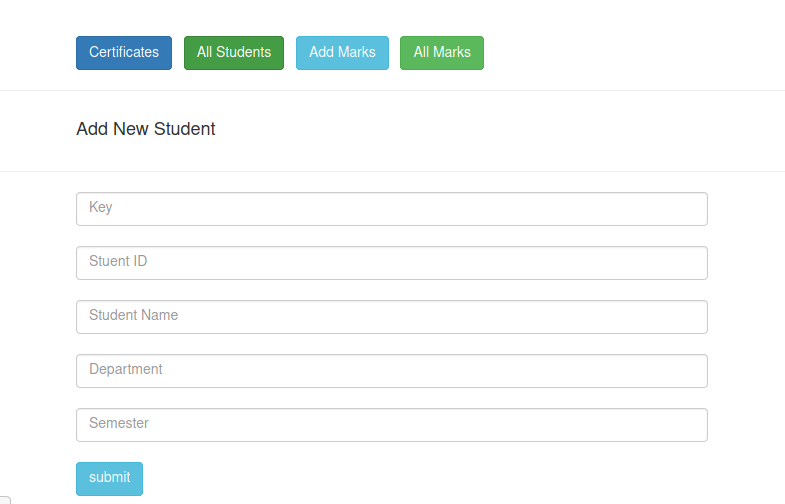 Certificates All Students Add Marks All Marks
Add New Student
Key
Stuent ID
Student Name
Department
Semester
submit